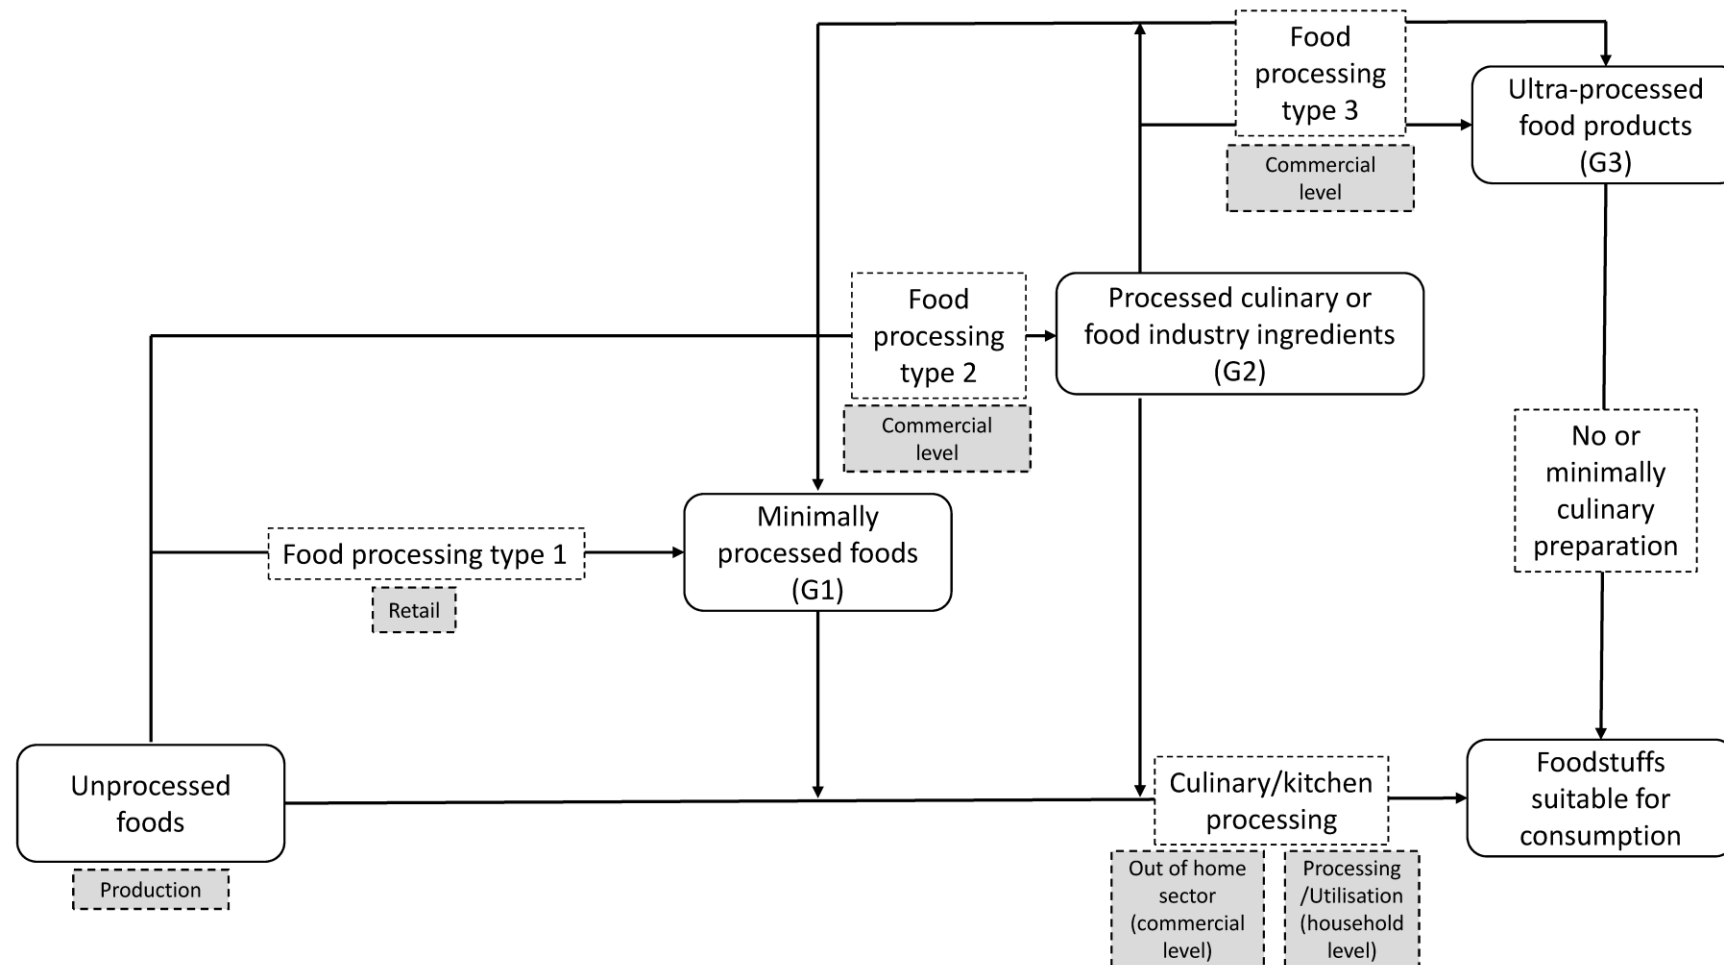 Food
processing
type 3
Commercial
level
Ultra-processed
food products
(G3)
Food
processing
type 2
Commercial
level
Processed culinary or
food industry ingredients
(G2)
No or
minimally
culinary
preparation
Food processing type 1
Retail
Minimally
processed foods
(G1)
Unprocessed
foods
Production
Culinary/kitchen
processing
Out of home
sector
(commercial
level)
Processing
/Utilisation
(household
level)
Foodstuffs
suitable for
consumption